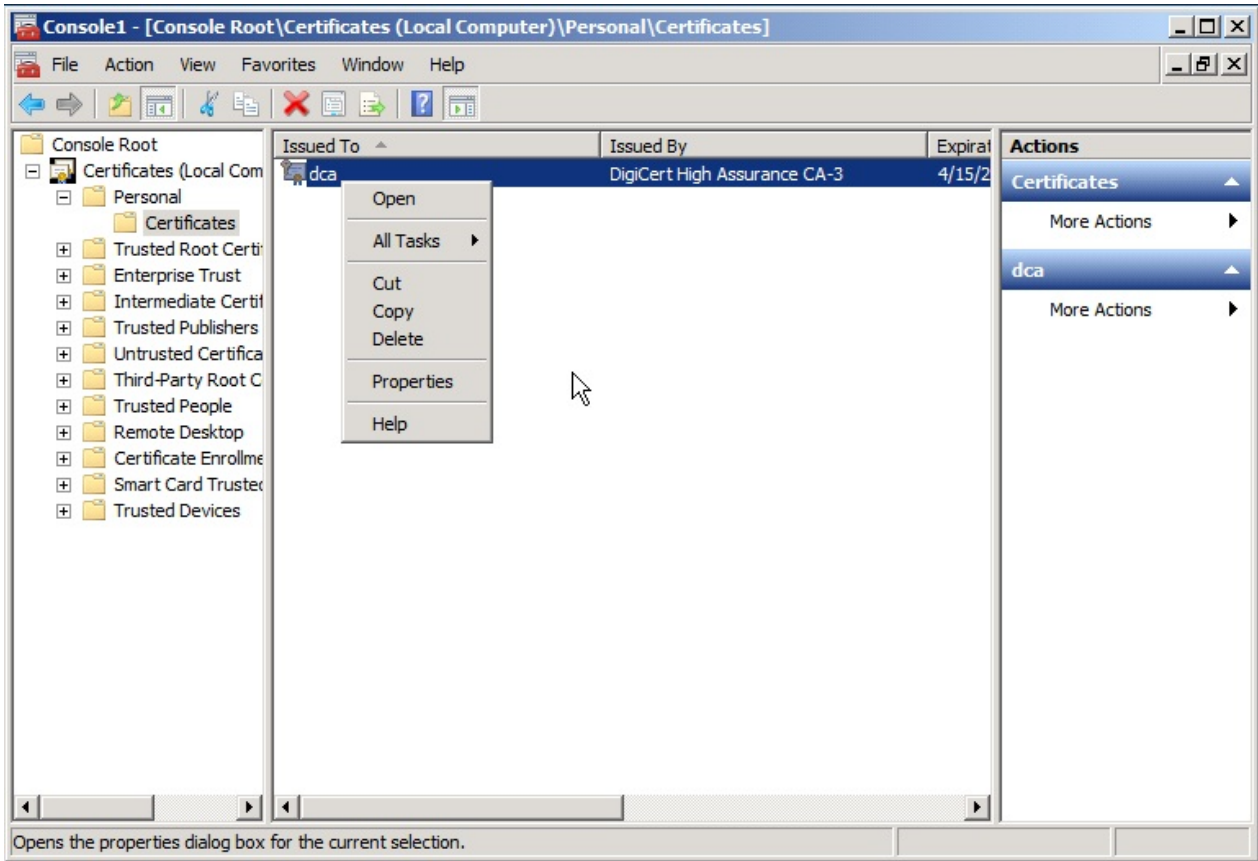 Console1 - [Console Root\Certificates (Local Computer)\Personal\Certificates]
File Action View Favorites Window Help
Console Root
Certificates (Local Com
Personal
Certificates
Trusted Root Certi
Enterprise Trust
Intermediate Certif
Trusted Publishers
Untrusted Certifica
Third-Party Root C
Trusted People
Remote Desktop
Certificate Enrollme
Smart Card Trusted
Trusted Devices
Issued To Issued By Expirat
dca DigiCert High Assurance CA-3 4/15/2
Open
All Tasks
Cut
Copy
Delete
Properties
Help
Actions
Certificates
More Actions
dca
More Actions
Opens the properties dialog box for the current selection.